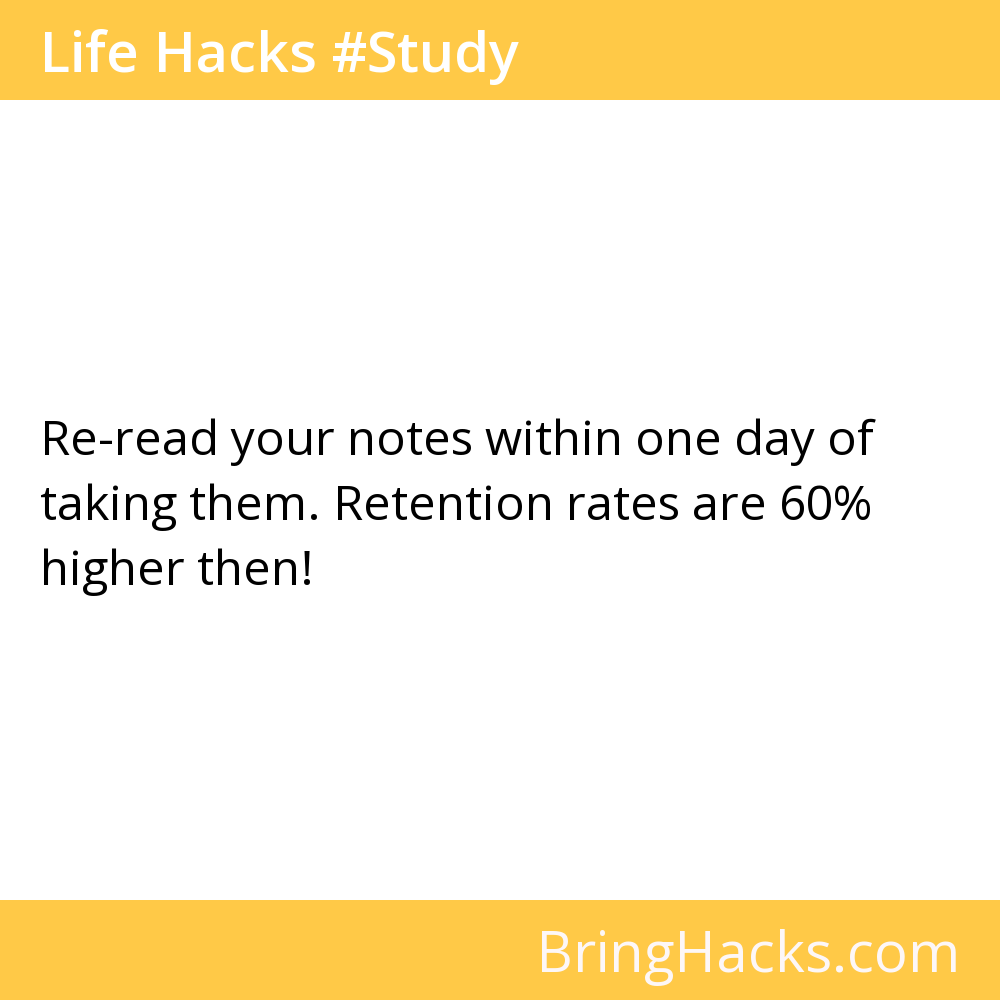 Life Hacks #Study
Re-read your notes within one day of
taking them. Retention rates are 60%
higher then!
BringHacks.com